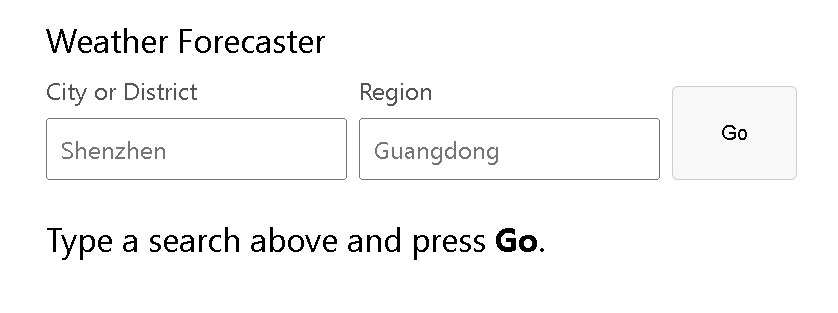 Weather Forecaster
City or District Region
Shenzhen Guangdong Go
Type a search above and press Go.